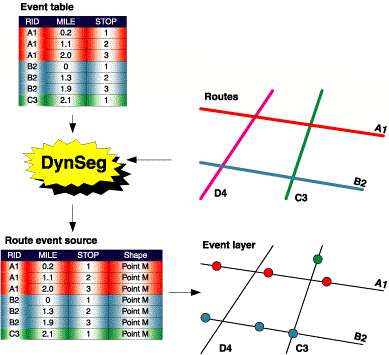 Event table
RID MILE STOP
A1 0.2 1
A1 1.1 2
A1 2.0 3
B2 0 1
B2 1.3 2
B2 1.9 3
C3 2.1 1
DynSeg
Routes
A1
B2
D4
C3
Route event source
RID MILE STOP Shape
A1 0.2 1 Point M
A1 1.1 2 Point M
A1 2.0 3 Point M
B2 0 1 Point M
B2 1.3 2 Point M
B2 1.9 3 Point M
C3 2.1 1 Point M
Event layer
A1
B2
D4
C3